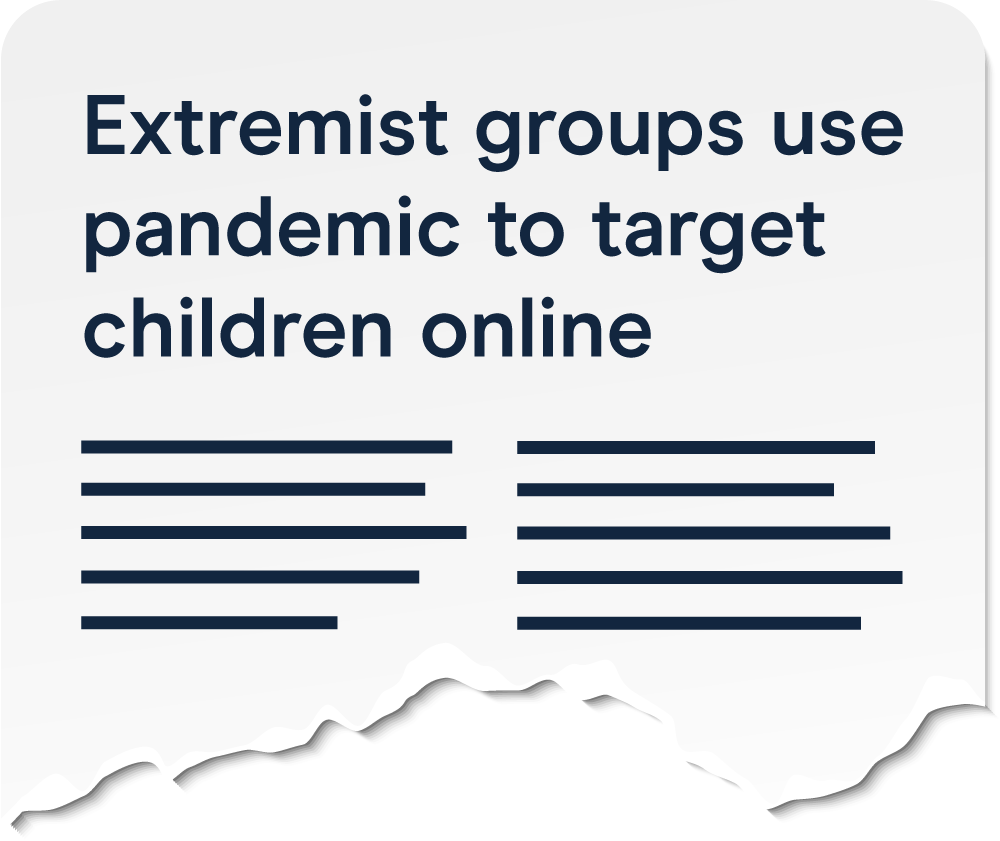 Extremist groups use
pandemic to target
children online